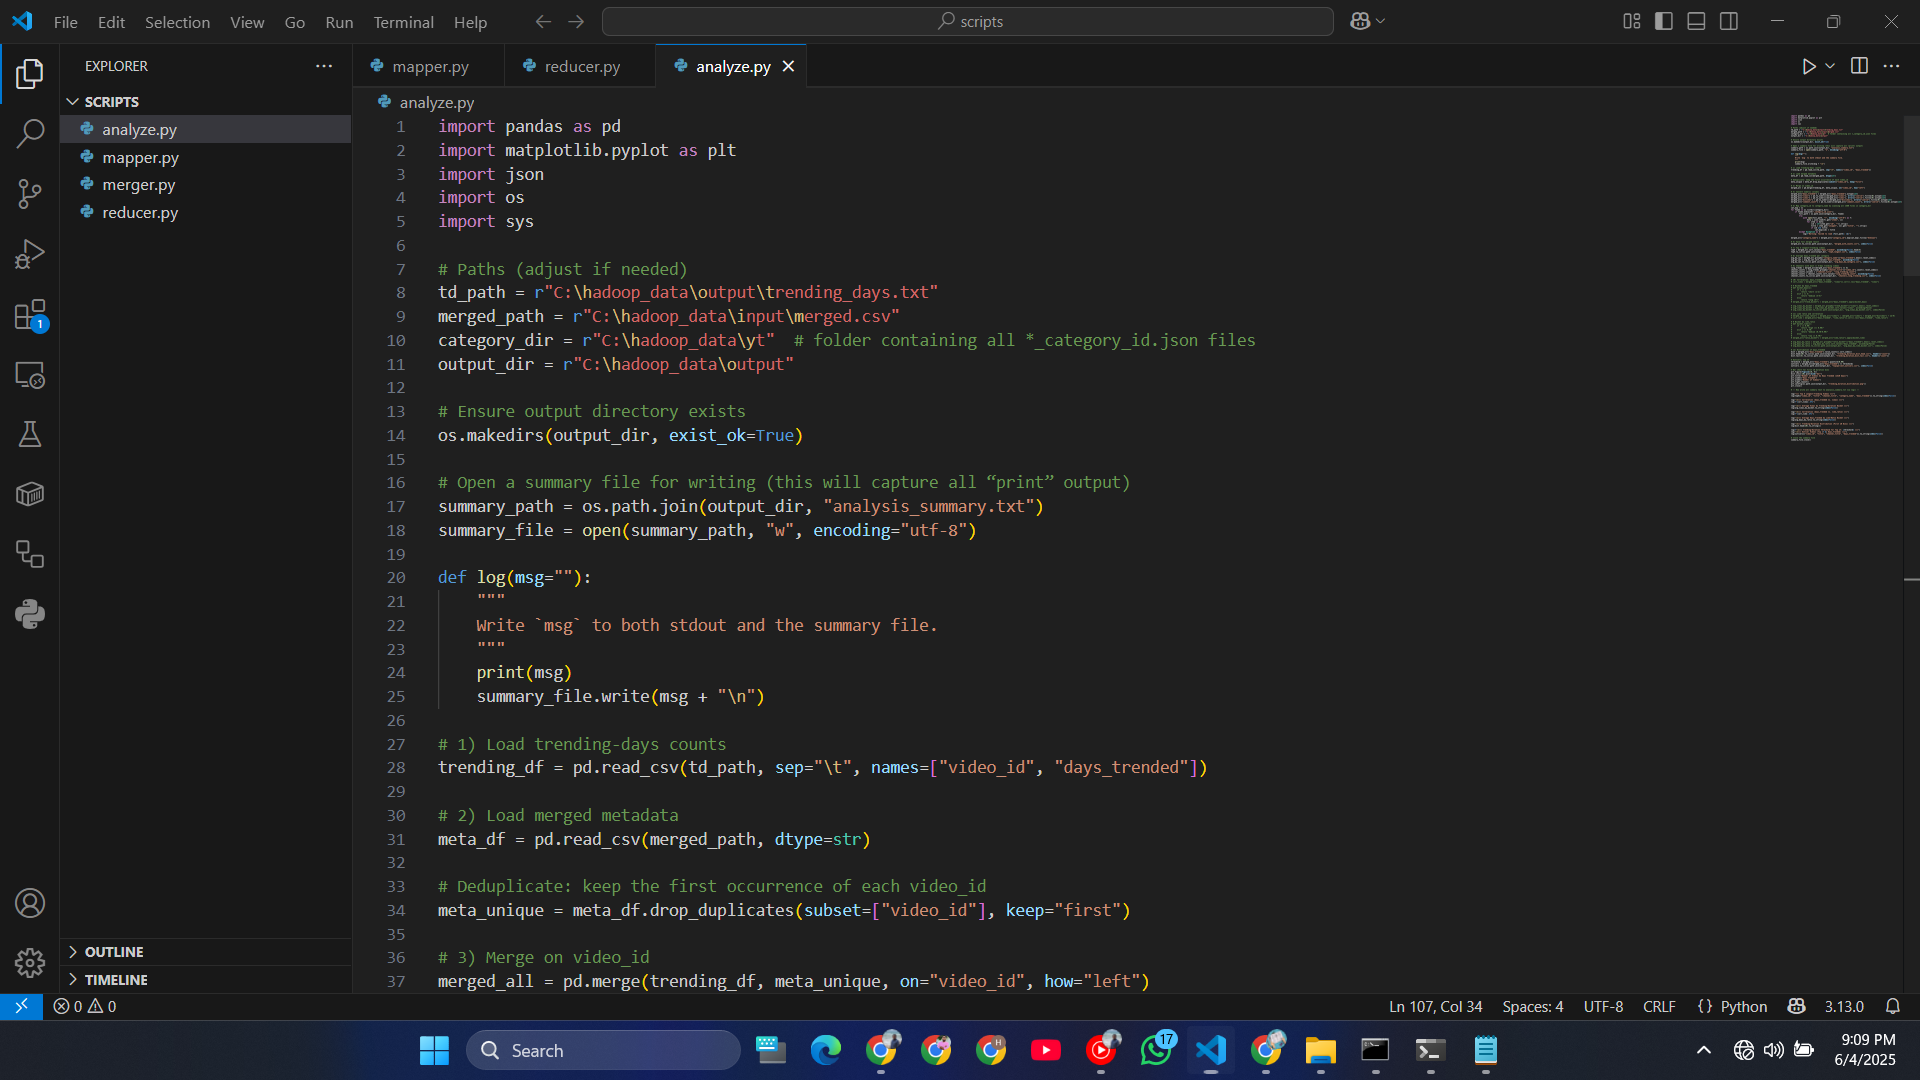 File Edit Selection View Go Run Terminal Help
scripts
EXPLORER
SCRIPTS
analyze.py
mapper.py
merger.py
reducer.py
OUTLINE
TIMELINE
1
mapper.py reducer.py analyze.py
analyze.py
1 import pandas as pd
2 import matplotlib.pyplot as plt
3 import json
4 import os
5 import sys
6
7 # Paths (adjust if needed)
8 td_path = r"C:\hadoop_data\output\trending_days.txt"
9 merged_path = r"C:\hadoop_data\input\merged.csv"
10 category_dir = r"C:\hadoop_data\yt"  # folder containing all *_category_id.json files
11 output_dir = r"C:\hadoop_data\output"
12
13 # Ensure output directory exists
14 os.makedirs(output_dir, exist_ok=True)
15
16 # Open a summary file for writing (this will capture all “print” output)
17 summary_path = os.path.join(output_dir, "analysis_summary.txt")
18 summary_file = open(summary_path, "w", encoding="utf-8")
19
20 def log(msg=""):
21     """
22     Write `msg` to both stdout and the summary file.
23     """
24     print(msg)
25     summary_file.write(msg + "\n")
26
27 # 1) Load trending-days counts
28 trending_df = pd.read_csv(td_path, sep="\t", names=["video_id", "days_trended"])
29
30 # 2) Load merged metadata
31 meta_df = pd.read_csv(merged_path, dtype=str)
32
33 # Deduplicate: keep the first occurrence of each video_id
34 meta_unique = meta_df.drop_duplicates(subset=["video_id"], keep="first")
35
36 # 3) Merge on video_id
37 merged_all = pd.merge(trending_df, meta_unique, on="video_id", how="left")
0 0
Ln 107, Col 34 Spaces: 4 UTF-8 CRLF {} Python 3.13.0
Search
H
17
9:09 PM
6/4/2025